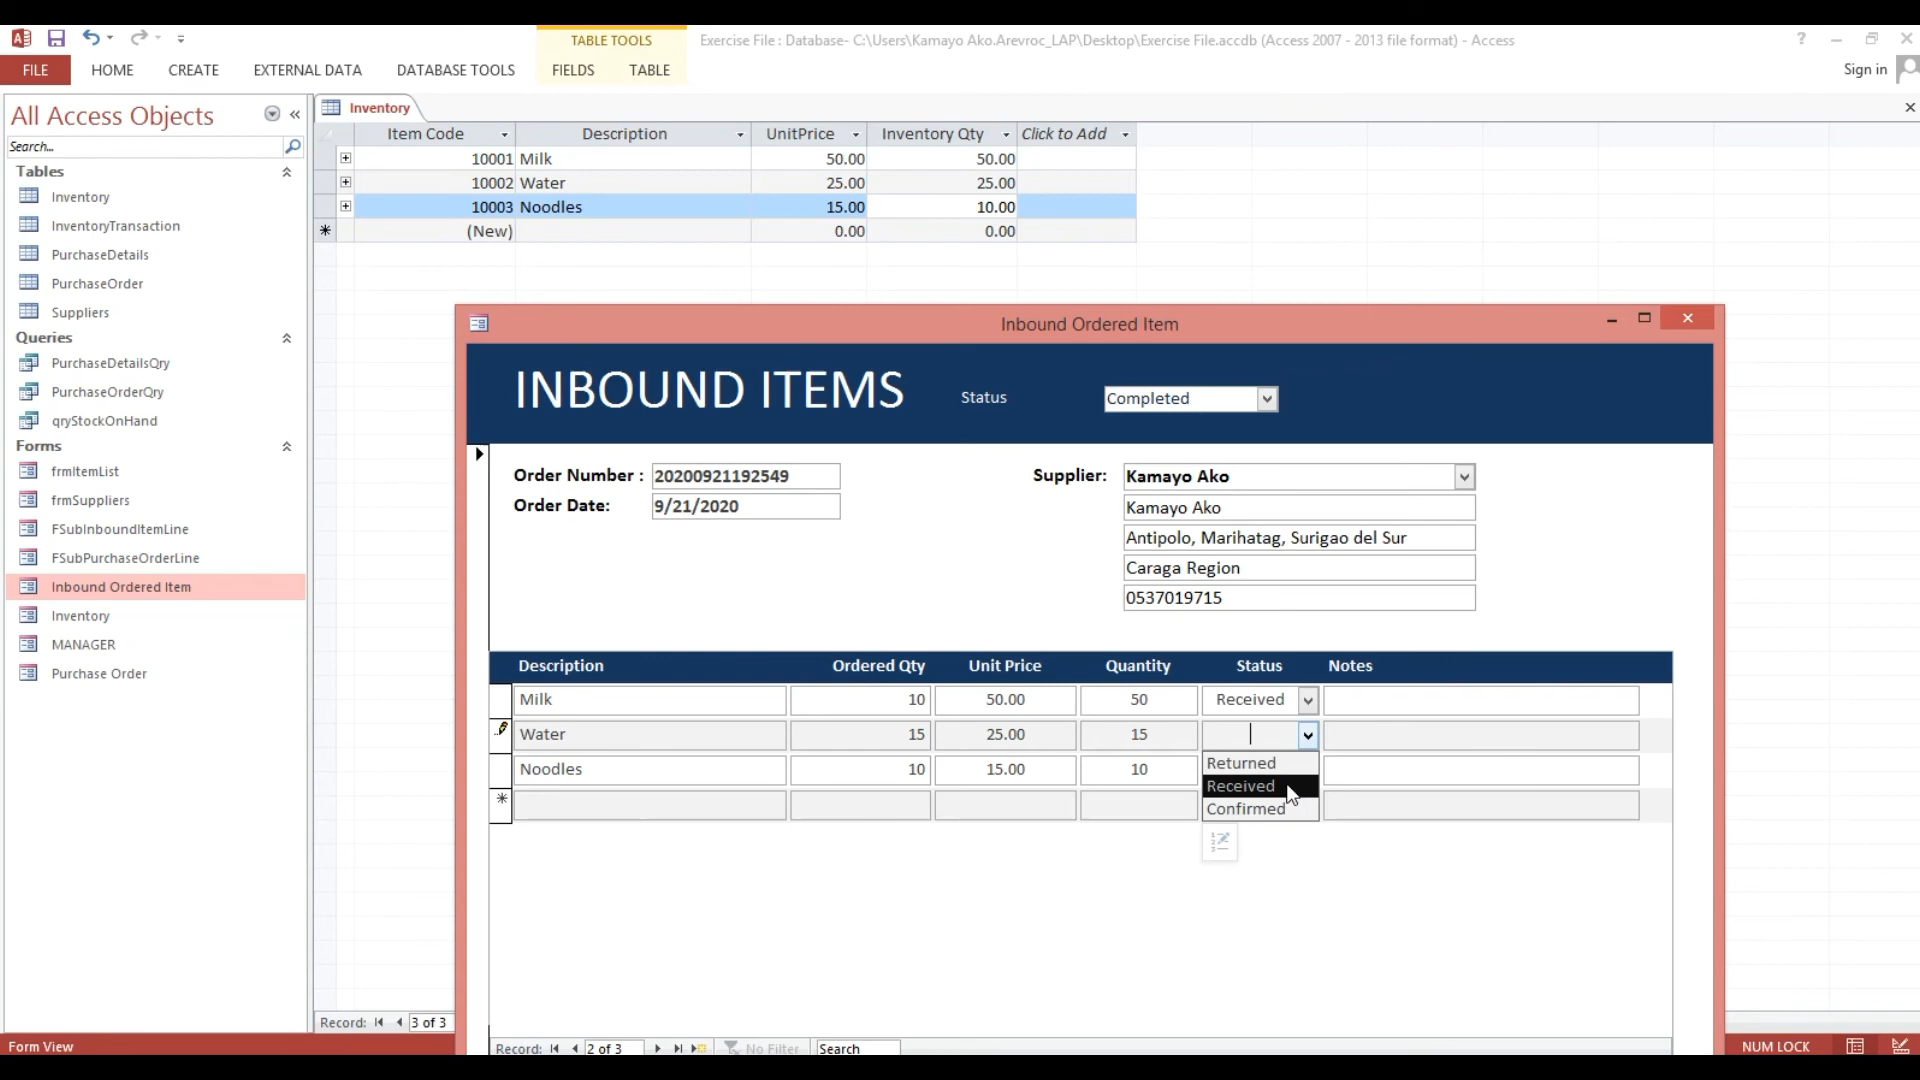 TABLE TOOLS
Exercise File : Database- C:\Users\Kamayo Ako.Arevroc_LAP\Desktop\Exercise File.accdb (Access 2007 - 2013 file format) - Access
?
FILE HOME CREATE EXTERNAL DATA DATABASE TOOLS FIELDS TABLE
Sign in
All Access Objects
Search...
Tables
Inventory
InventoryTransaction
PurchaseDetails
PurchaseOrder
Suppliers
Queries
PurchaseDetailsQry
PurchaseOrderQry
qryStockOnHand
Forms
frmItemList
frmSuppliers
FSubInboundItemLine
FSubPurchaseOrderLine
Inbound Ordered Item
Inventory
MANAGER
Purchase Order
Inventory
Item Code Description UnitPrice Inventory Qty Click to Add
10001 Milk 50.00 50.00
10002 Water 25.00 25.00
10003 Noodles 15.00 10.00
(New) 0.00 0.00
Inbound Ordered Item
INBOUND ITEMS Status Completed
Order Number : 20200921192549
Order Date: 9/21/2020
Supplier: Kamayo Ako
Kamayo Ako
Antipolo, Marihatag, Surigao del Sur
Caraga Region
0537019715
Description Ordered Qty Unit Price Quantity Status Notes
Milk 10 50.00 50 Received
Water 15 25.00 15
Noodles 10 15.00 10
Returned
Received
Confirmed
Record: 3 of 3
Record: 2 of 3 No Filter Search
Form View
NUM LOCK